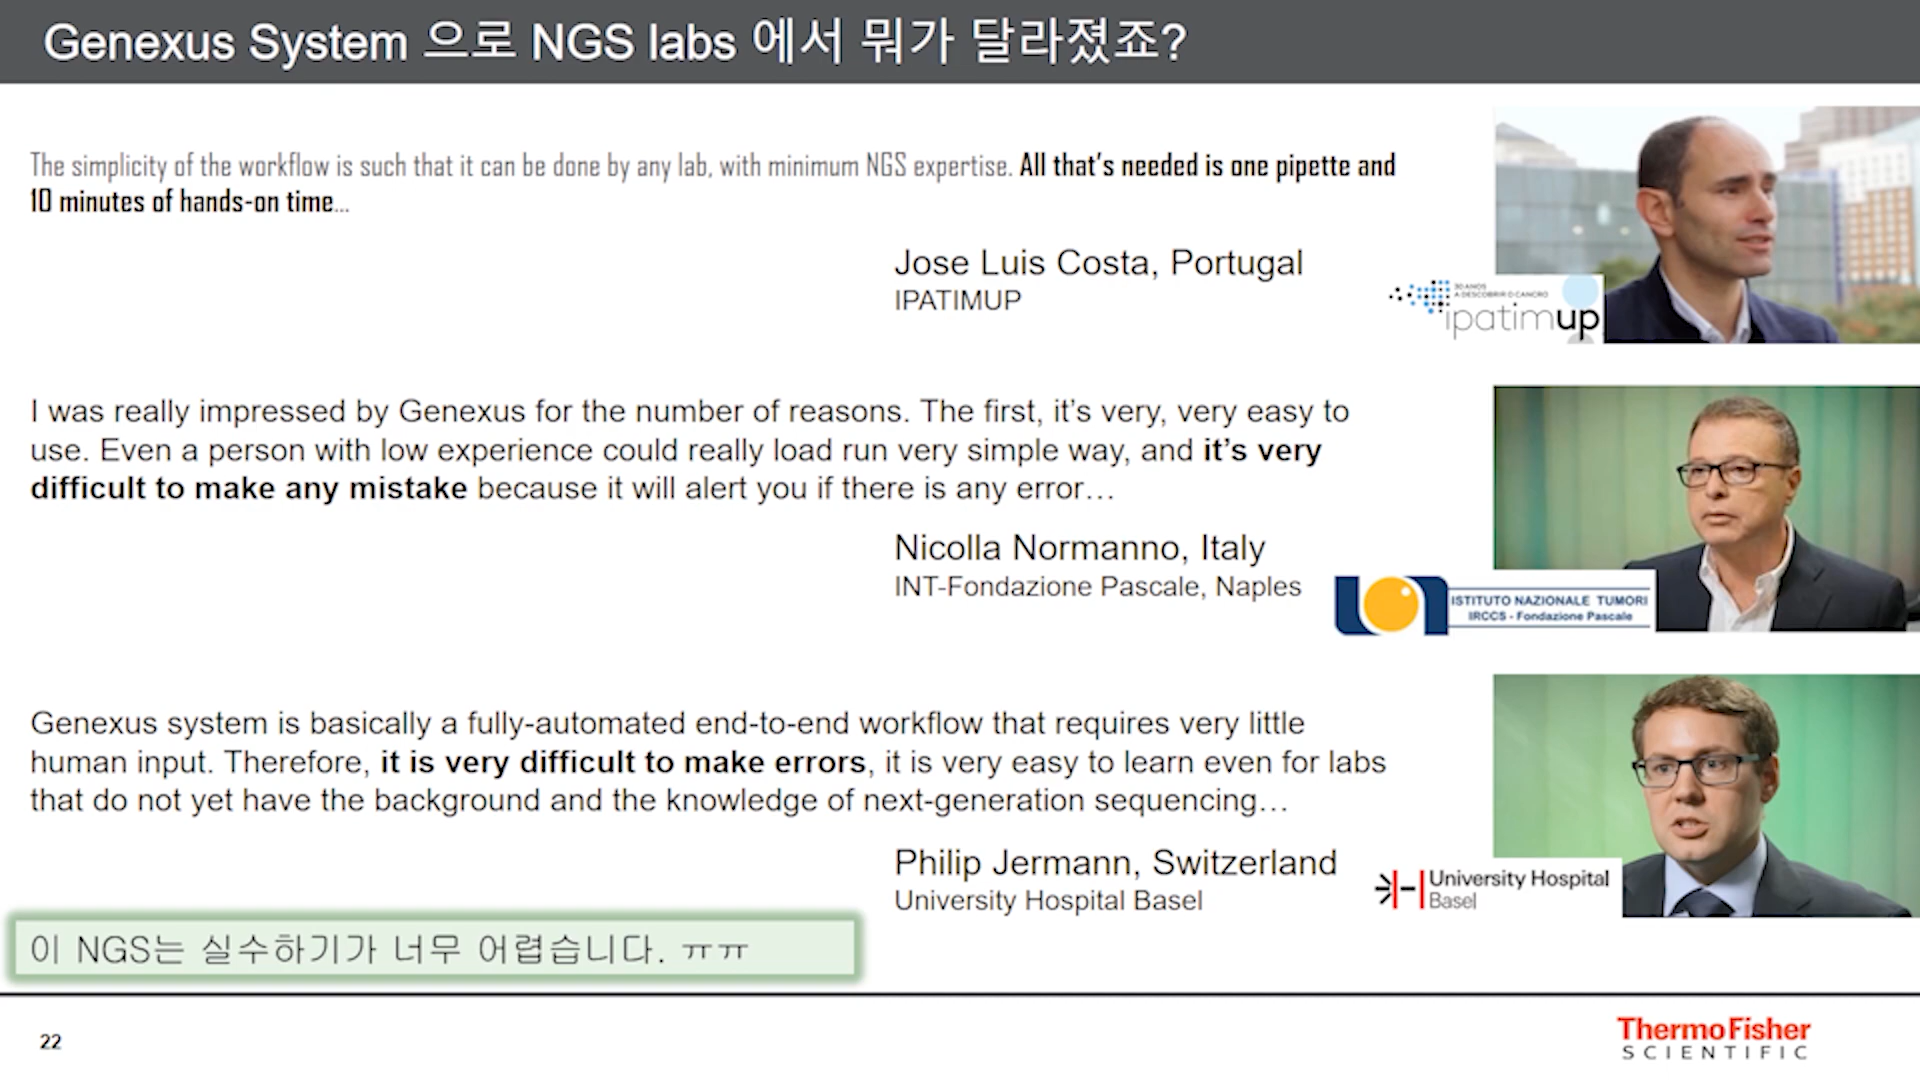 Genexus System 으로 NGS labs 에서 뭐가 달라졌죠?
The simplicity of the workflow is such that it can be done by any lab, with minimum NGS expertise. All that's needed is one pipette and
10 minutes of hands-on time...
Jose Luis Costa, Portugal
IPATIMUP
30 ANOS
A DESCOBRIR O CANCRO
ipatimup
I was really impressed by Genexus for the number of reasons. The first, it's very, very easy to
use. Even a person with low experience could really load run very simple way, and it's very
difficult to make any mistake because it will alert you if there is any error…
Nicolla Normanno, Italy
INT-Fondazione Pascale, Naples
ISTITUTO NAZIONALE TUMORI
IRCCS - Fondazione Pascale
Genexus system is basically a fully-automated end-to-end workflow that requires very little
human input. Therefore, it is very difficult to make errors, it is very easy to learn even for labs
that do not yet have the background and the knowledge of next-generation sequencing…
Philip Jermann, Switzerland
University Hospital Basel
University Hospital
Basel
이 NGS는 실수하기가 너무 어렵습니다. ㅠㅠ
22
ThermoFisher
SCIENTIFIC